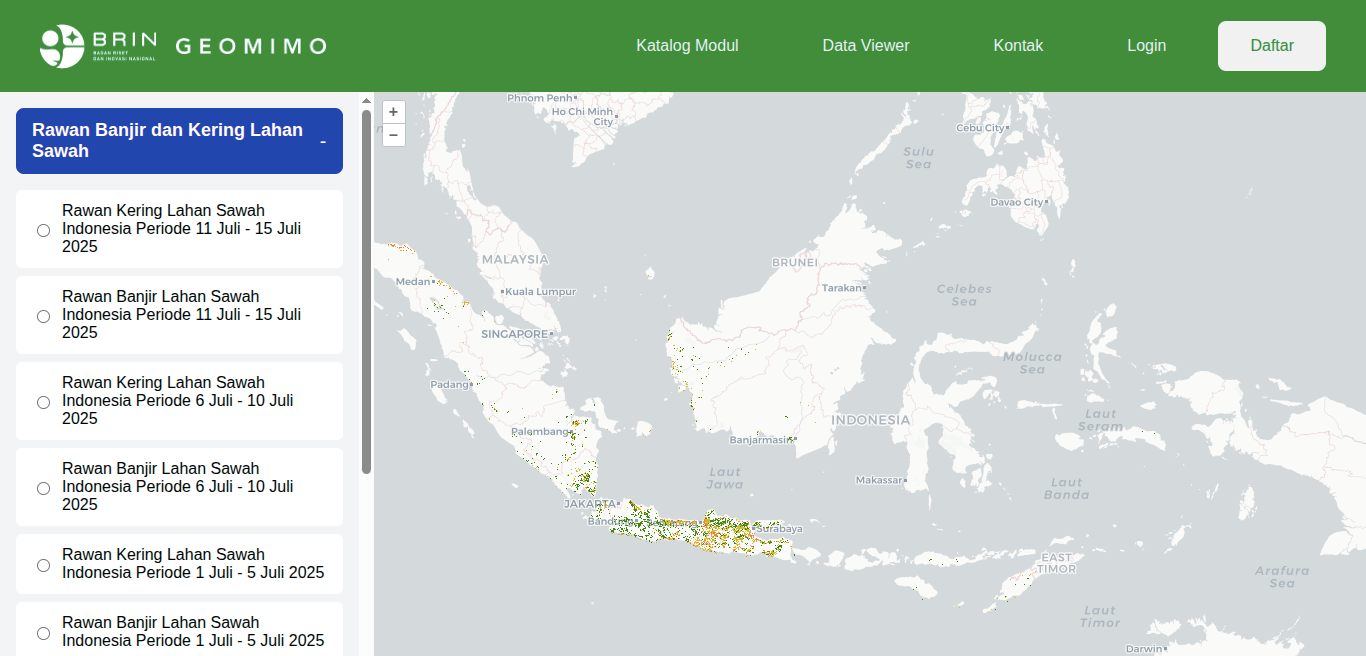 BRIN
BADAN RISET
DAN INOVASI NASIONAL
GEOMIMO
Katalog Modul
Data Viewer
Kontak
Login
Daftar
Rawan Banjir dan Kering Lahan
Sawah
-
Rawan Kering Lahan Sawah
Indonesia Periode 11 Juli - 15 Juli
2025
Rawan Banjir Lahan Sawah
Indonesia Periode 11 Juli - 15 Juli
2025
Rawan Kering Lahan Sawah
Indonesia Periode 6 Juli - 10 Juli
2025
Rawan Banjir Lahan Sawah
Indonesia Periode 6 Juli - 10 Juli
2025
Rawan Kering Lahan Sawah
Indonesia Periode 1 Juli - 5 Juli 2025
Rawan Banjir Lahan Sawah
Indonesia Periode 1 Juli - 5 Juli 2025
+
−
Phnom Penh
Ho Chi Minh
City
Cebu City
Sulu
Sea
Davao City
MALAYSIA
BRUNEI
Medan
Kuala Lumpur
Tarakan
Celebes
Sea
SINGAPORE
Molucca
Sea
Padang
Laut
Seram
INDONESIA
Palembang
Banjarmasin
Laut
Jawa
Makassar
Laut
Banda
JAKARTA
Surabaya
EAST
TIMOR
Arafura
Sea
Laut
Timor
Darwin